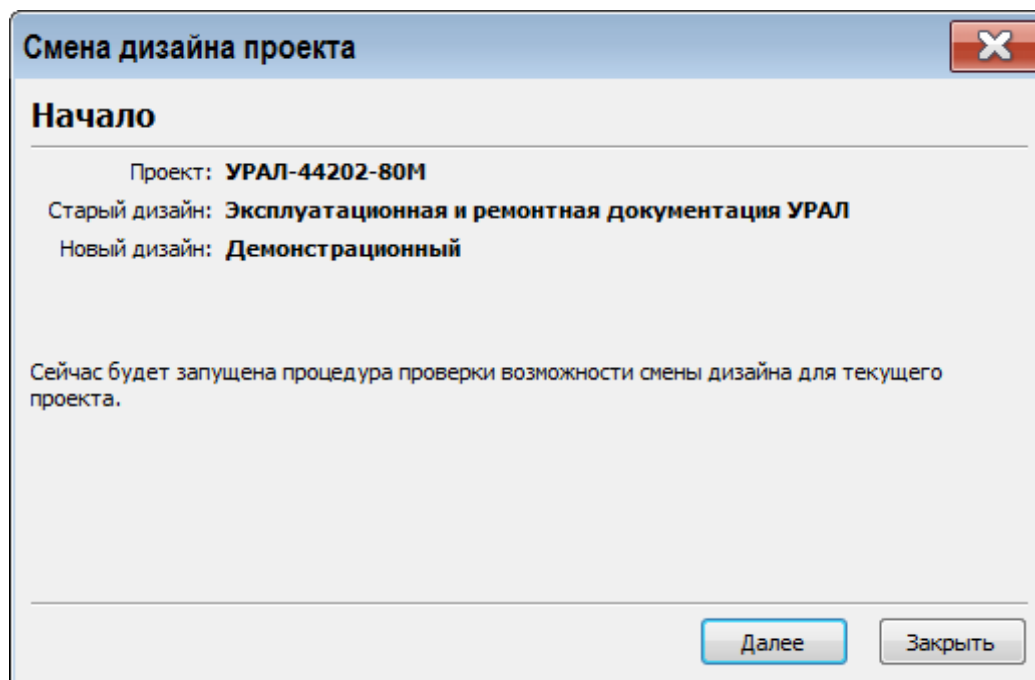 Смена дизайна проекта
Начало
Проект: УРАЛ-44202-80М
Старый дизайн: Эксплуатационная и ремонтная документация УРАЛ
Новый дизайн: Демонстрационный
Сейчас будет запущена процедура проверки возможности смены дизайна для текущего
проекта.
Далее Закрыть